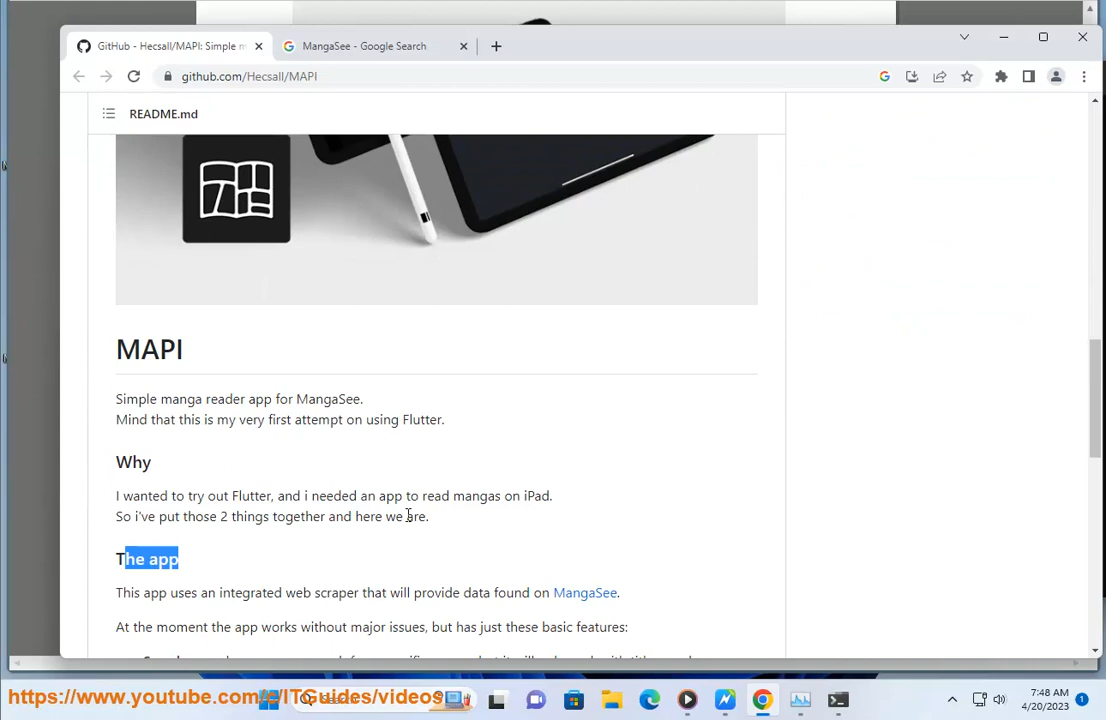 GitHub - Hecsall/MAPI: Simple m
MangaSee - Google Search
github.com/Hecsall/MAPI
README.md
MAPI
Simple manga reader app for MangaSee.
Mind that this is my very first attempt on using Flutter.
Why
I wanted to try out Flutter, and i needed an app to read mangas on iPad.
So i've put those 2 things together and here we are.
The app
This app uses an integrated web scraper that will provide data found on MangaSee.
At the moment the app works without major issues, but has just these basic features:
https://www.youtube.com/c/ITGuides/videos
7:48 AM
4/20/2023